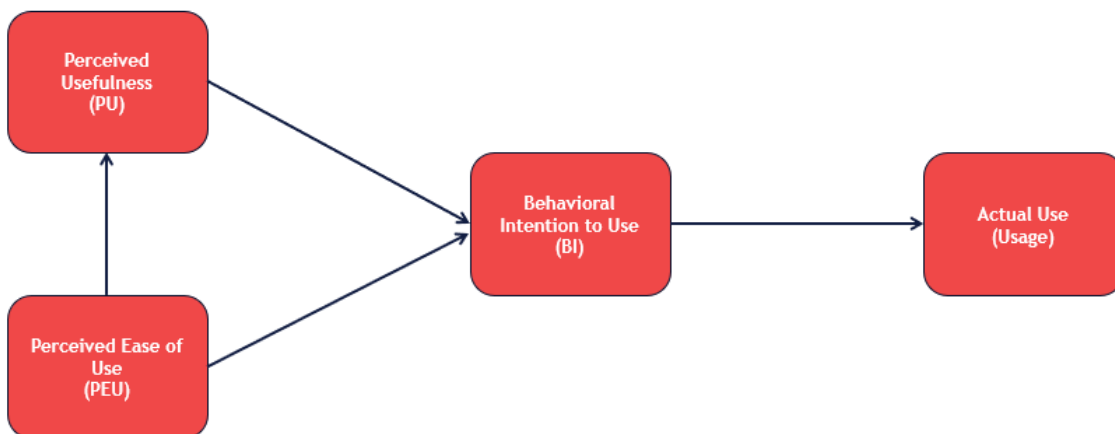 Perceived
Usefulness
(PU)
Behavioral
Intention to Use
(BI)
Actual Use
(Usage)
Perceived Ease of
Use
(PEU)